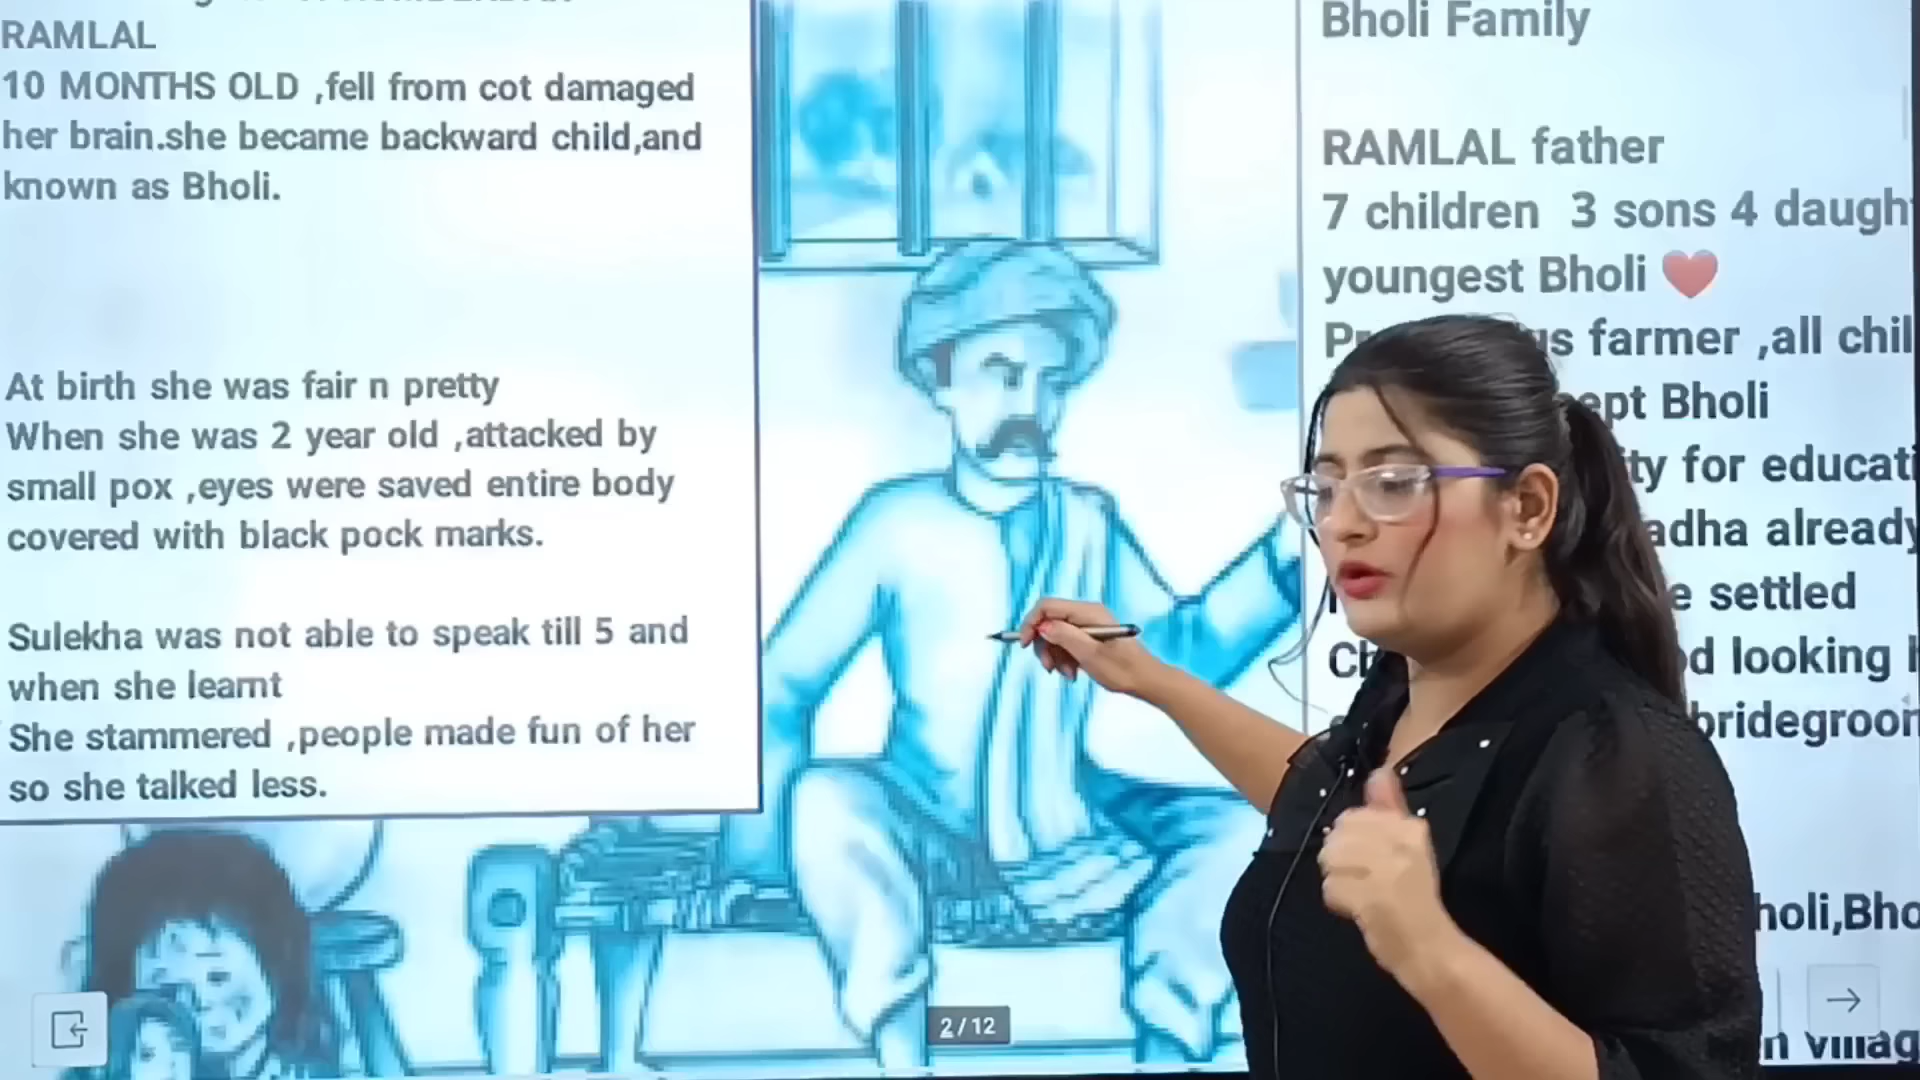 RAMLAL
10 MONTHS OLD ,fell from cot damaged
her brain.she became backward child,and
known as Bholi.
At birth she was fair n pretty
When she was 2 year old ,attacked by
small pox ,eyes were saved entire body
covered with black pock marks.
Sulekha was not able to speak till 5 and
when she learnt
She stammered ,people made fun of her
so she talked less.
Bholi Family
RAMLAL father
7 children 3 sons 4 daugh
youngest Bholi ❤️
farmer ,all chil
Bholi
for educati
already
settled
looking
bridegroom
2 / 12